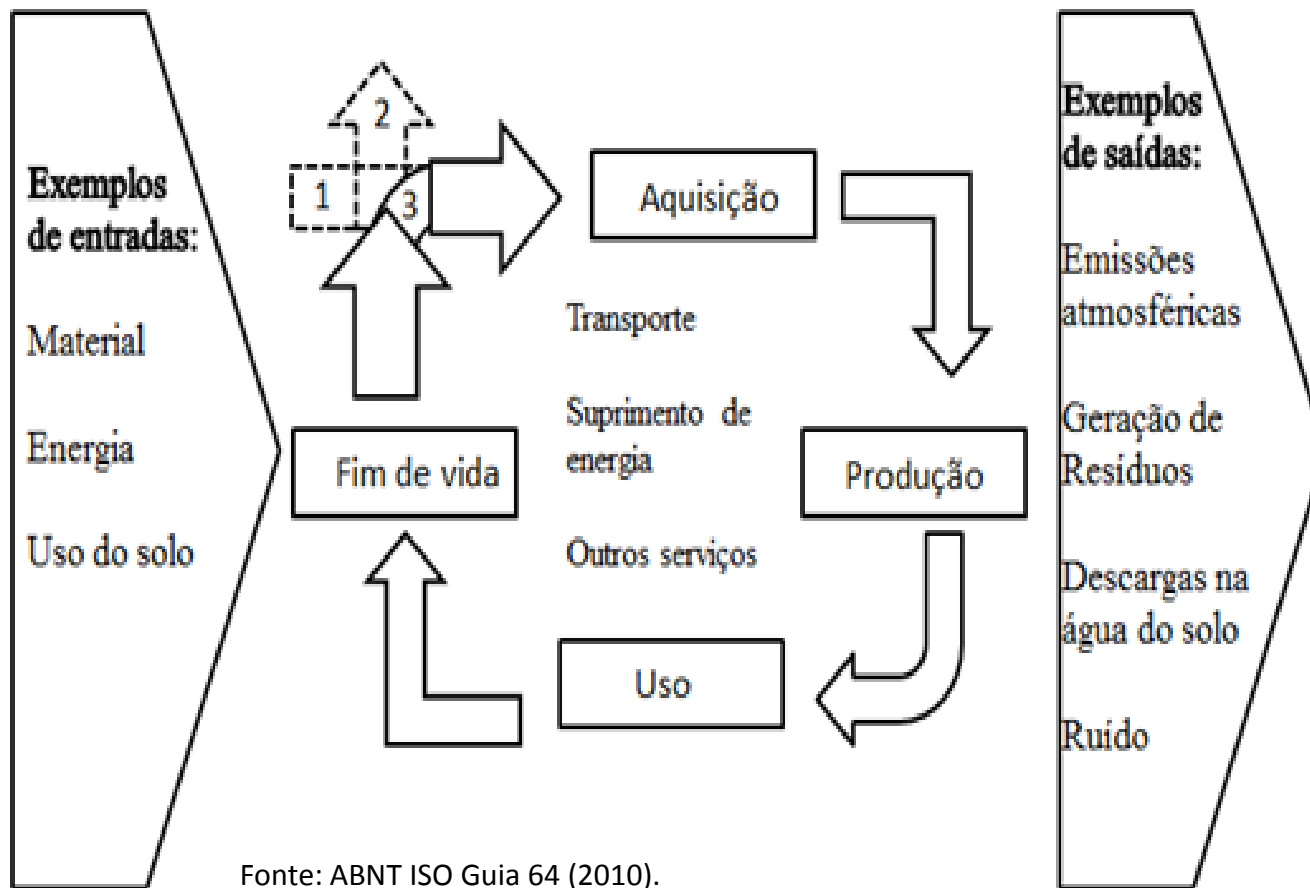 Exemplos
de entradas:
Material
Energia
Uso do solo
1
2
3
Aquisição
Transporte
Suprimento de
energia
Outros serviços
Fim de vida
Produção
Uso
Exemplos
de saídas:
Emissões
atmosféricas
Geração de
Resíduos
Descargas na
água do solo
Ruído
Fonte: ABNT ISO Guia 64 (2010).